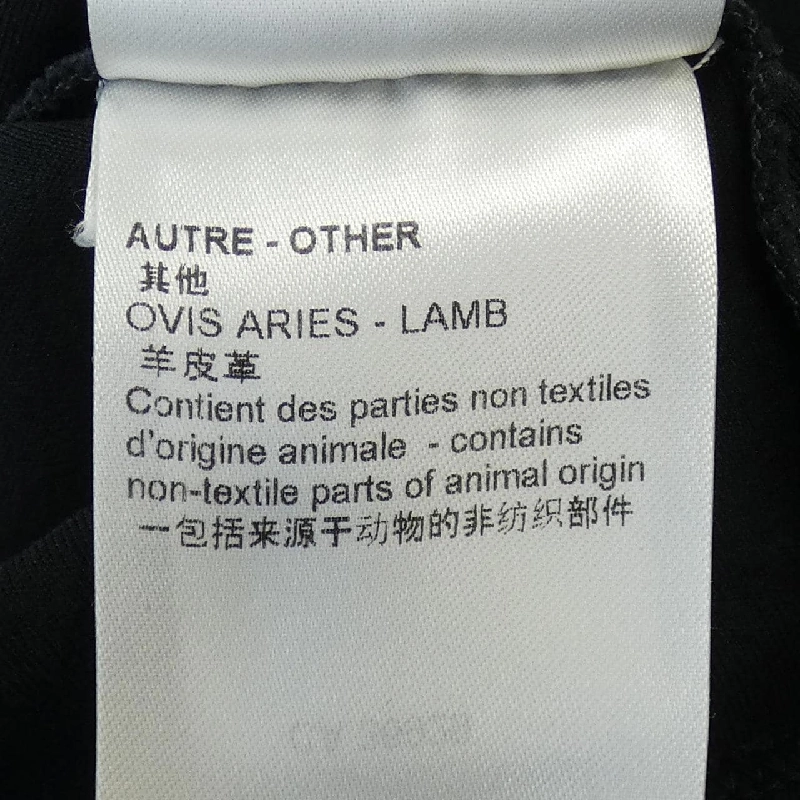 AUTRE - OTHER
其他
OVIS ARIES - LAMB
羊皮革
Contient des parties non textiles
d'origine animale - contains
non-textile parts of animal origin
一包括来源于动物的非纺织部件